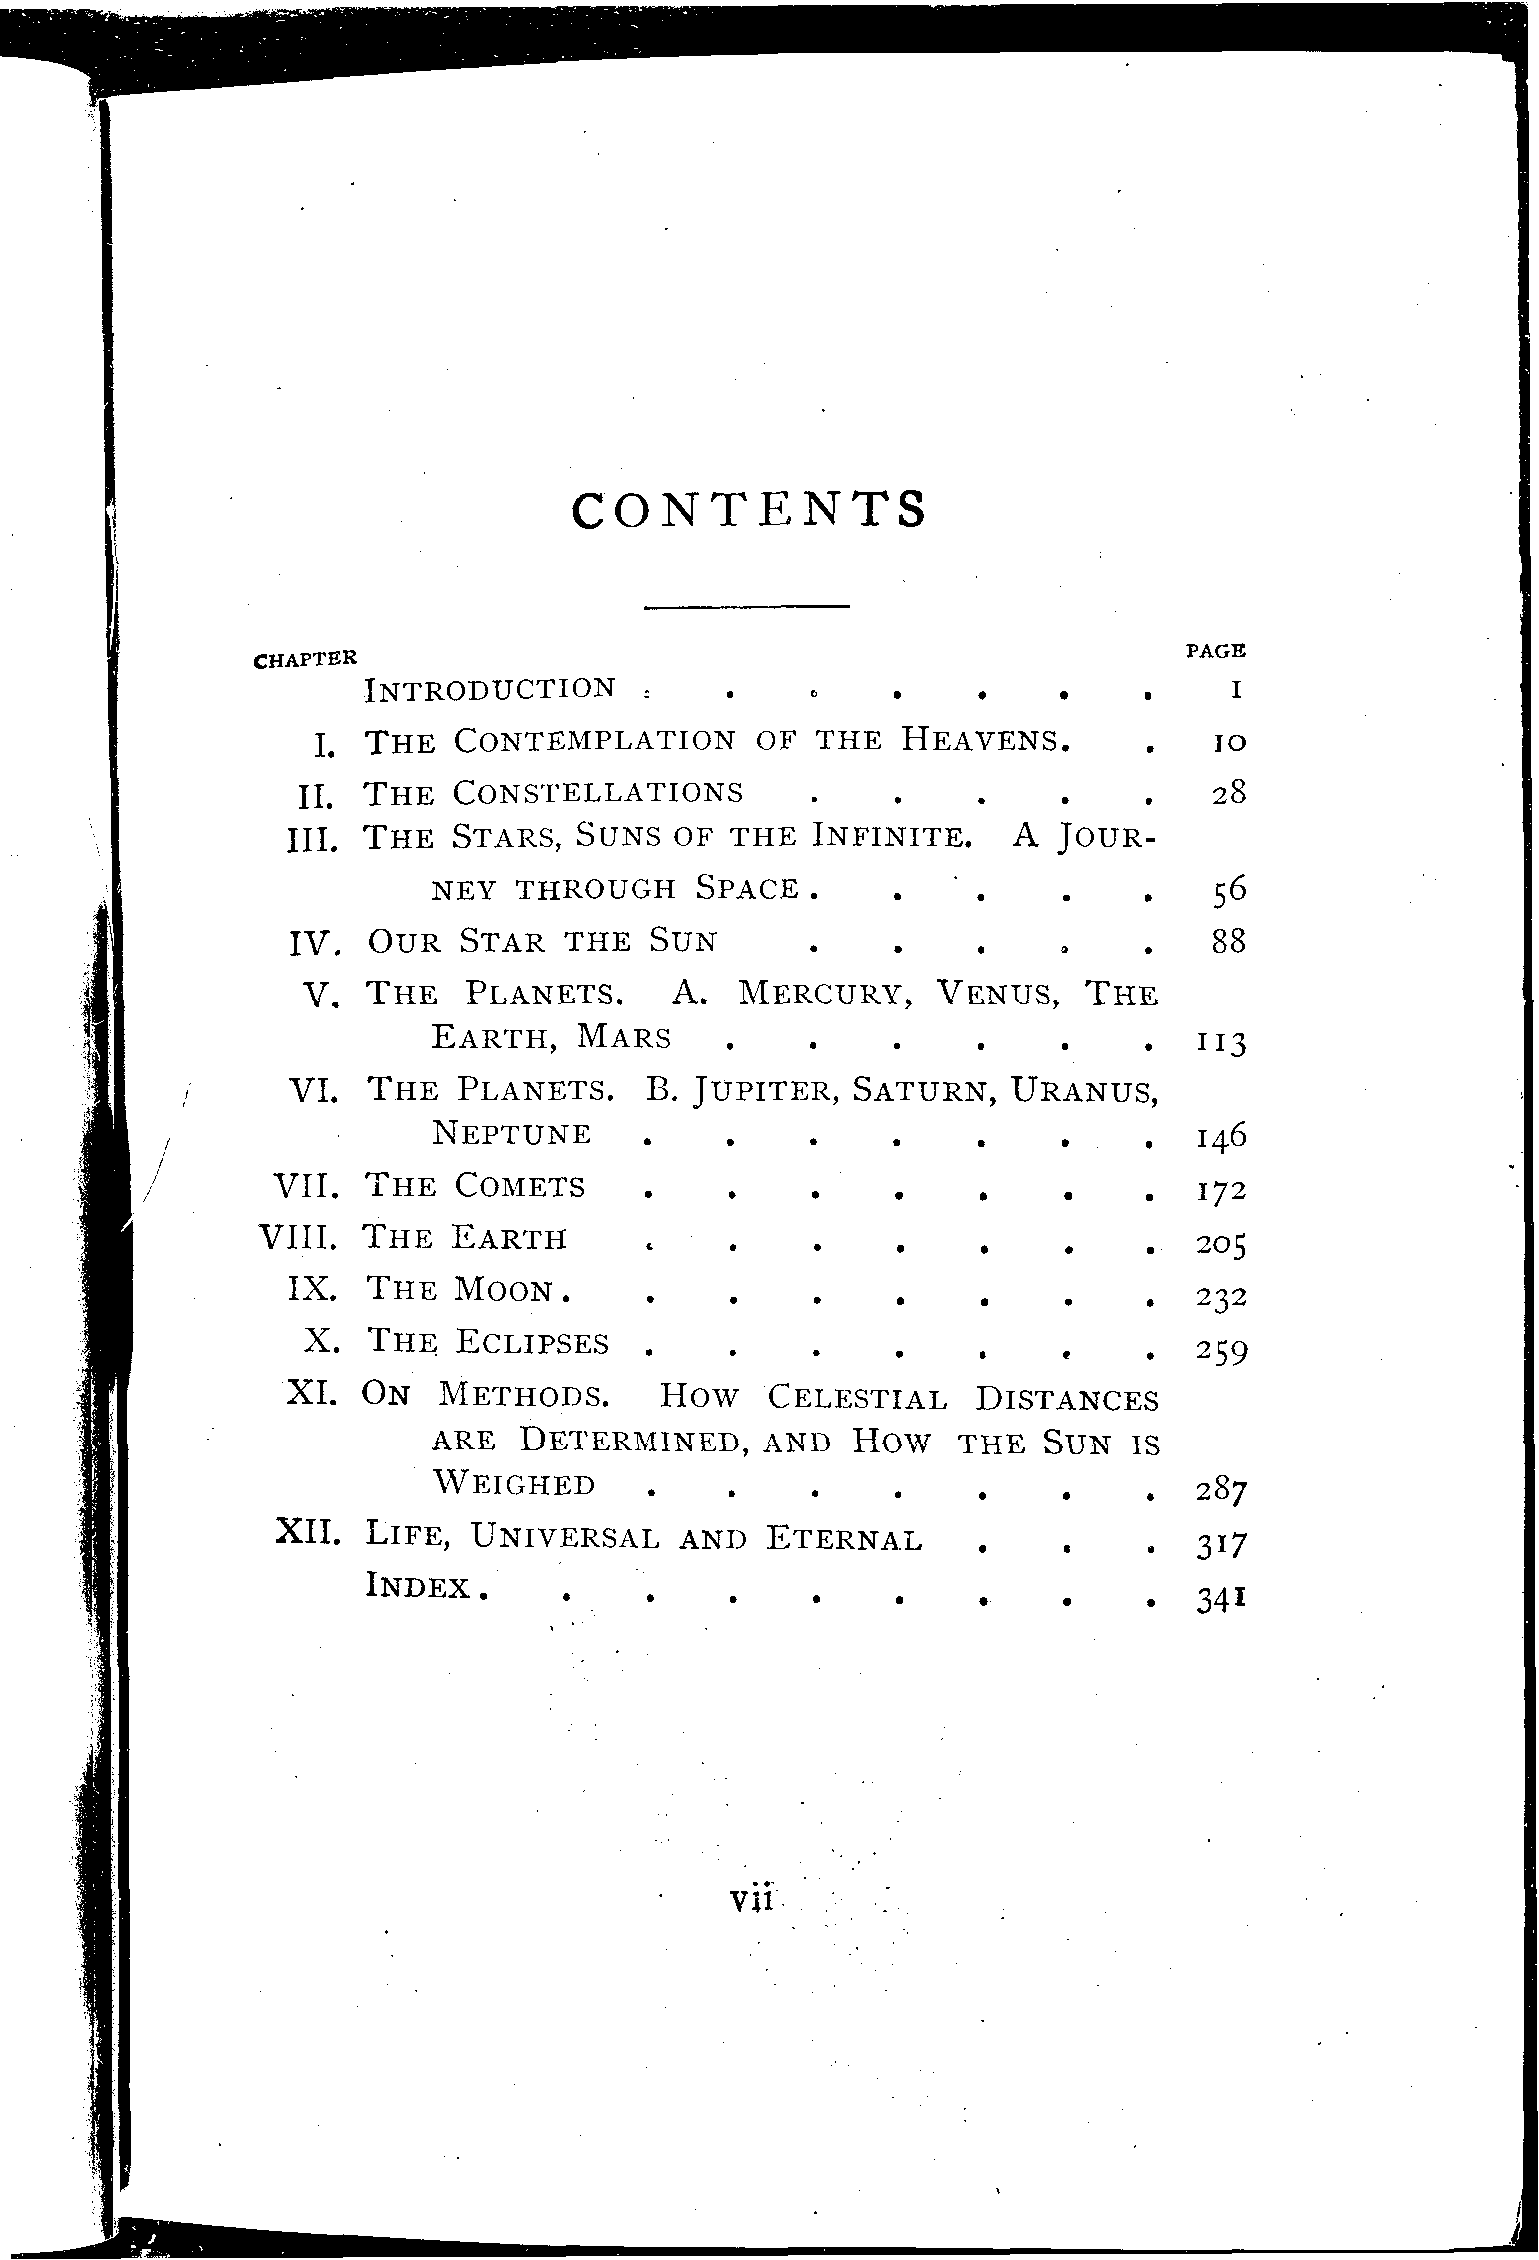 CONTENTS
CHAPTER PAGE
INTRODUCTION . . . . . . . 1
I. THE CONTEMPLATION OF THE HEAVENS. . 10
II. THE CONSTELLATIONS . . . . . 28
III. THE STARS, SUNS OF THE INFINITE. A JOUR-
NEY THROUGH SPACE . . . . . 56
IV. OUR STAR THE SUN . . . . . 88
V. THE PLANETS. A. MERCURY, VENUS, THE
EARTH, MARS . . . . . . 113
VI. THE PLANETS. B. JUPITER, SATURN, URANUS,
NEPTUNE . . . . . . . 146
VII. THE COMETS . . . . . . . 172
VIII. THE EARTH . . . . . . . 205
IX. THE MOON . . . . . . . . 232
X. THE ECLIPSES . . . . . . . 259
XI. ON METHODS. HOW CELESTIAL DISTANCES
ARE DETERMINED, AND HOW THE SUN IS
WEIGHED . . . . . . . 287
XII. LIFE, UNIVERSAL AND ETERNAL . . . 317
INDEX . . . . . . . . . 341
vii